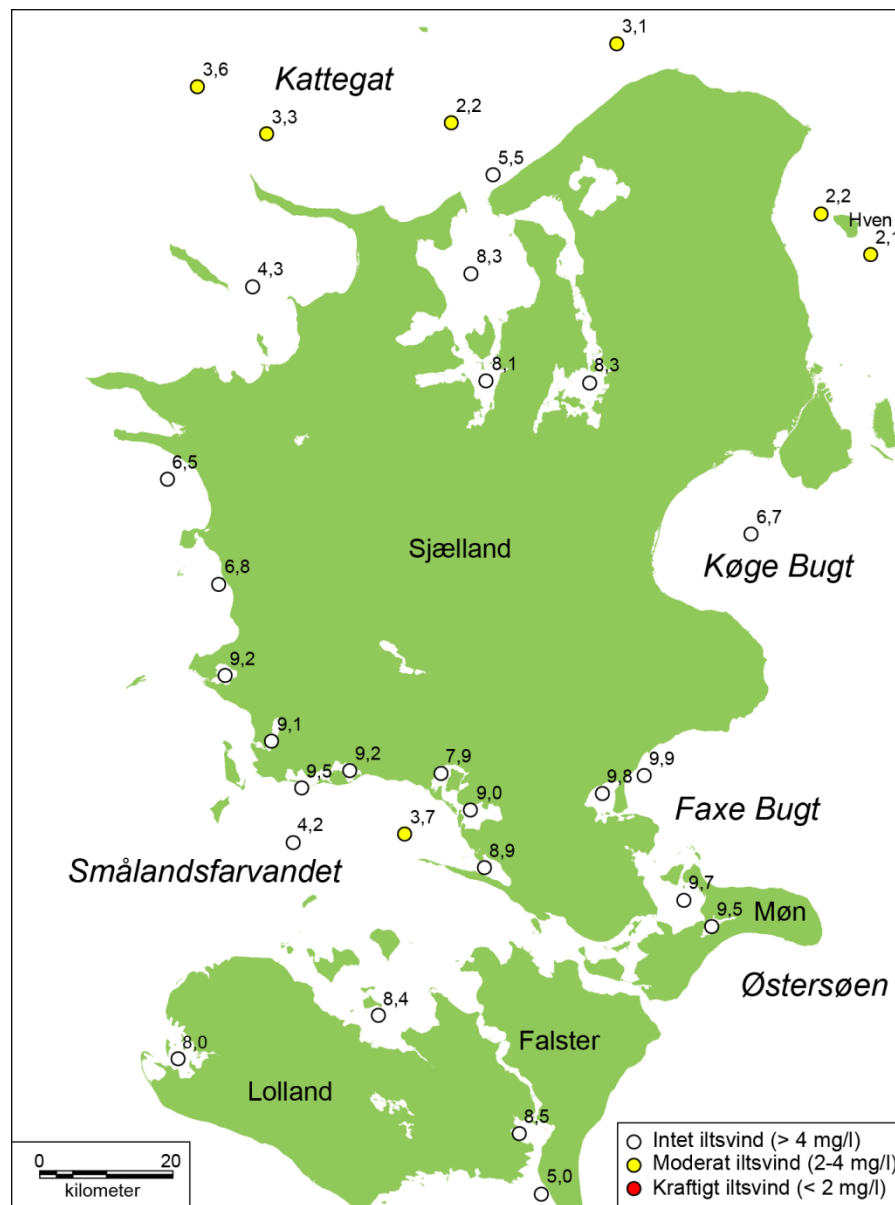 3,1
3,6
Kattegat
3,3
2,2
5,5
2,2
Hven
2,1
8,3
4,3
8,1
8,3
6,5
6,7
Sjælland
Køge Bugt
6,8
9,2
9,1
9,2
7,9
9,9
9,5
9,8
9,0
Faxe Bugt
3,7
4,2
Smålandsfarvandet
8,9
9,7
9,5
Møn
Østersøen
8,4
Falster
8,0
Lolland
8,5
5,0
0 20
kilometer
Intet iltsvind (> 4 mg/l)
Moderat iltsvind (2-4 mg/l)
Kraftigt iltsvind (< 2 mg/l)